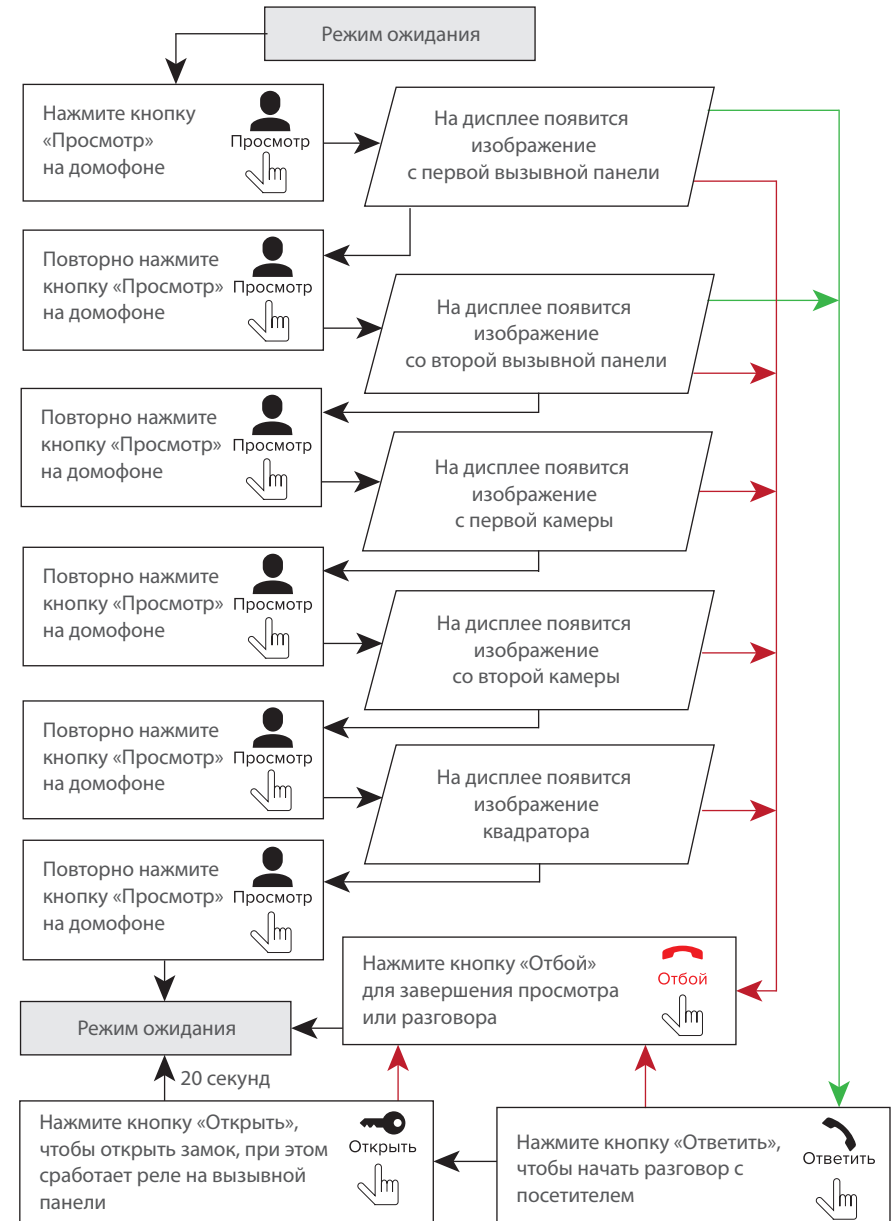 Режим ожидания
Нажмите кнопку
«Просмотр»
на домофоне
Просмотр
На дисплее появится
изображение
с первой вызывной панели
Повторно нажмите
кнопку «Просмотр»
на домофоне
Просмотр
На дисплее появится
изображение
со второй вызывной панели
Повторно нажмите
кнопку «Просмотр»
на домофоне
Просмотр
На дисплее появится
изображение
с первой камеры
Повторно нажмите
кнопку «Просмотр»
на домофоне
Просмотр
На дисплее появится
изображение
со второй камеры
Повторно нажмите
кнопку «Просмотр»
на домофоне
Просмотр
На дисплее появится
изображение
квадратора
Повторно нажмите
кнопку «Просмотр»
на домофоне
Просмотр
Нажмите кнопку «Отбой»
для завершения просмотра
или разговора
Отбой
Режим ожидания
20 секунд
Нажмите кнопку «Открыть»,
чтобы открыть замок, при этом
сработает реле на вызывной
панели
Открыть
Нажмите кнопку «Ответить»,
чтобы начать разговор с
посетителем
Ответить